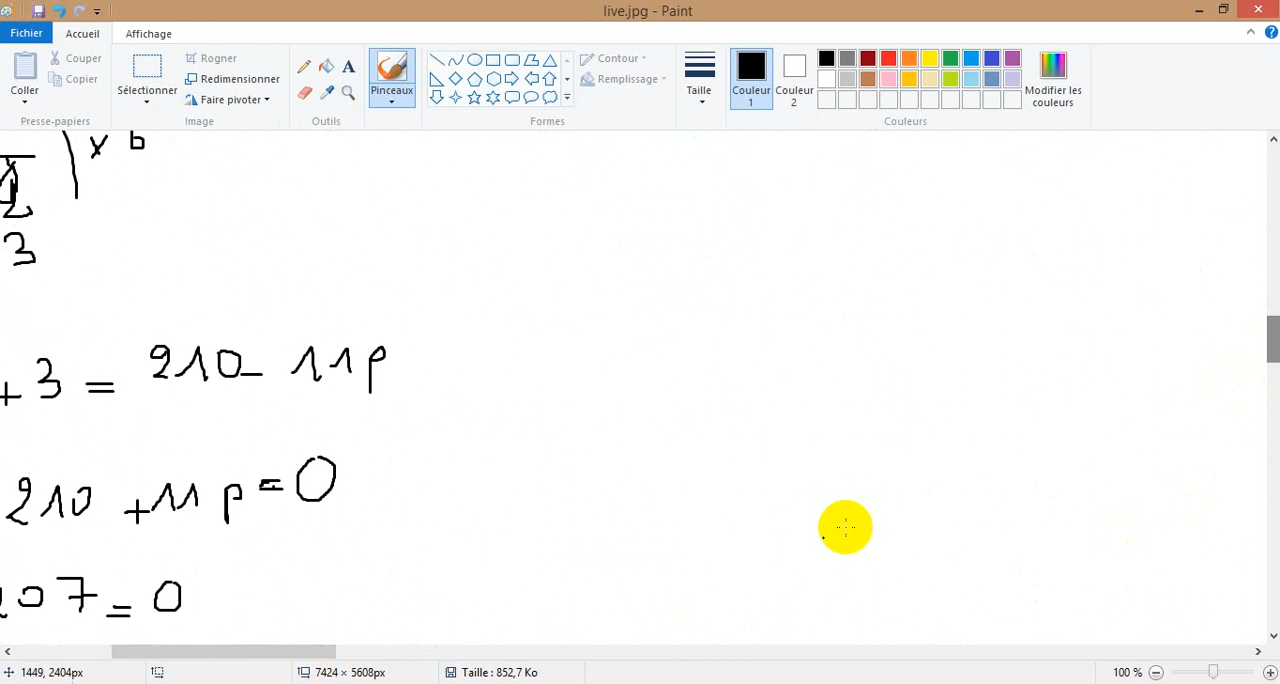 live.jpg - Paint
Fichier Accueil Affichage
Coller
Couper
Copier
Presse-papiers
Sélectionner
Rogner
Redimensionner
Faire pivoter
Image
A
Outils
Pinceaux
Contour
Remplissage
Formes
Taille
Couleur 1
Couleur 2
Modifier les couleurs
Couleurs
x 6
3
+ 3 = 210 - 11 p
210 + 11 p = 0
207 = 0
1449, 2404px
7424 × 5608px
Taille : 852,7 Ko
100 %